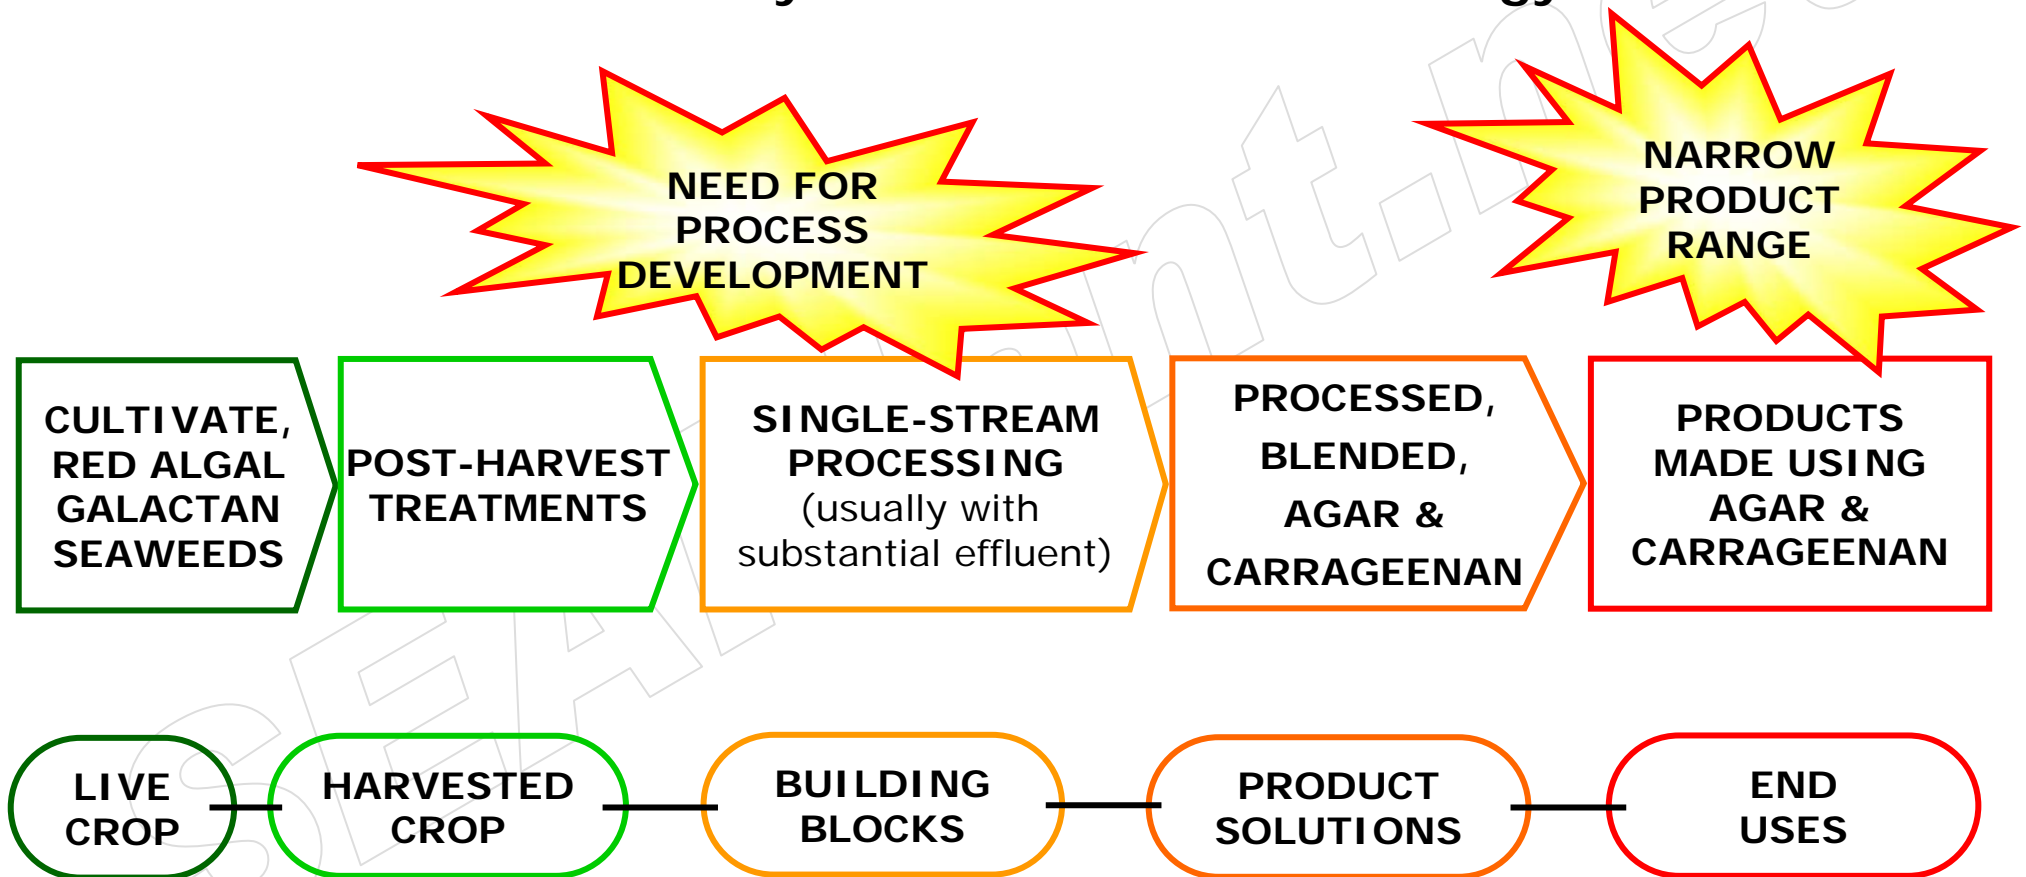 NEED FOR
PROCESS
DEVELOPMENT
NARROW
PRODUCT
RANGE
CULTIVATE,
RED ALGAL
GALACTAN
SEAWEEDS
POST-HARVEST
TREATMENTS
SINGLE-STREAM
PROCESSING
(usually with
substantial effluent)
PROCESSED,
BLENDED,
AGAR &
CARRAGEENAN
PRODUCTS
MADE USING
AGAR &
CARRAGEENAN
LIVE
CROP
HARVESTED
CROP
BUILDING
BLOCKS
PRODUCT
SOLUTIONS
END
USES